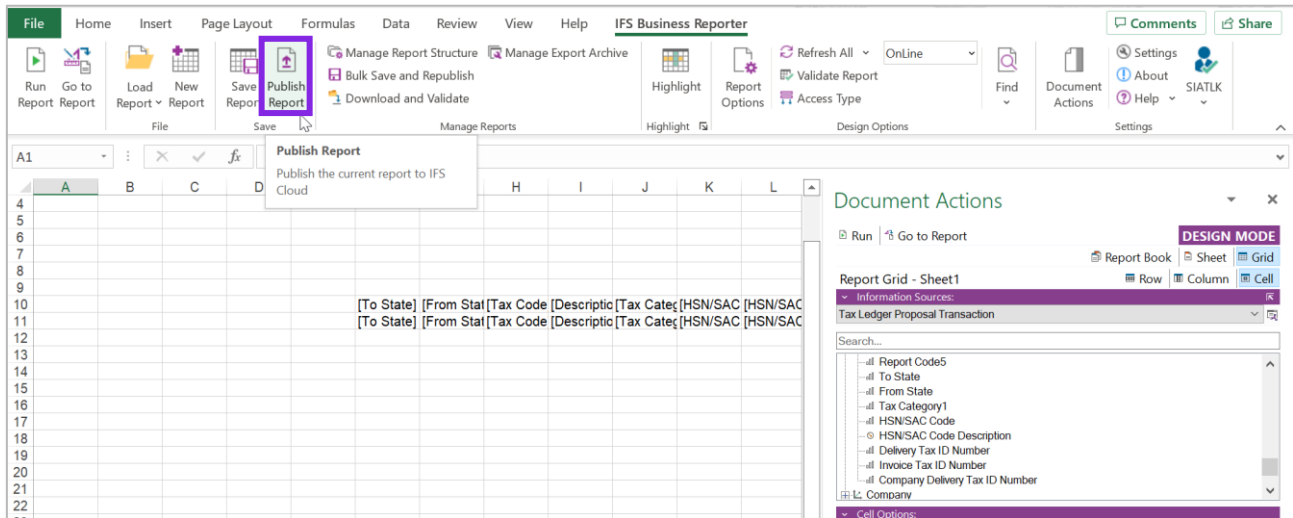 File Home Insert Page Layout Formulas Data Review View Help IFS Business Reporter Comments Share
Run Report
Go to Report
Load Report
New Report
File
Save Report
Publish Report
Save
Manage Report Structure Manage Export Archive
Bulk Save and Republish
Download and Validate
Manage Reports
Highlight
Highlight
Report Options
Refresh All OnLine
Validate Report
Access Type
Find
Design Options
Document Actions
Settings
About
Help
SIATLK
Settings
A1 fx
Publish Report
Publish the current report to IFS
Cloud
A B C D H I J K L
4
5
6
7
8
9
10 [To State] [From Stat [Tax Code [Descriptic [Tax Categ [HSN/SAC [HSN/SAC
11 [To State] [From Stat [Tax Code [Descriptic [Tax Categ [HSN/SAC [HSN/SAC
12
13
14
15
16
17
18
19
20
21
22
Document Actions
Run Go to Report DESIGN MODE
Report Book Sheet Grid
Report Grid - Sheet1 Row Column Cell
Information Sources:
Tax Ledger Proposal Transaction
Search...
Report Code5
To State
From State
Tax Category1
HSN/SAC Code
HSN/SAC Code Description
Delivery Tax ID Number
Invoice Tax ID Number
Company Delivery Tax ID Number
Company
Cell Options: